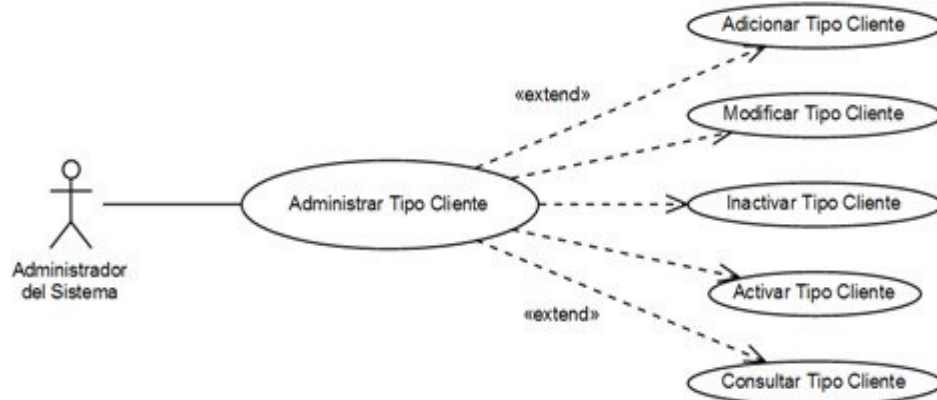 Adicionar Tipo Cliente
«extend»
Modificar Tipo Cliente
Administrar Tipo Cliente
Inactivar Tipo Cliente
Administrador
del Sistema
Activar Tipo Cliente
«extend»
Consultar Tipo Cliente